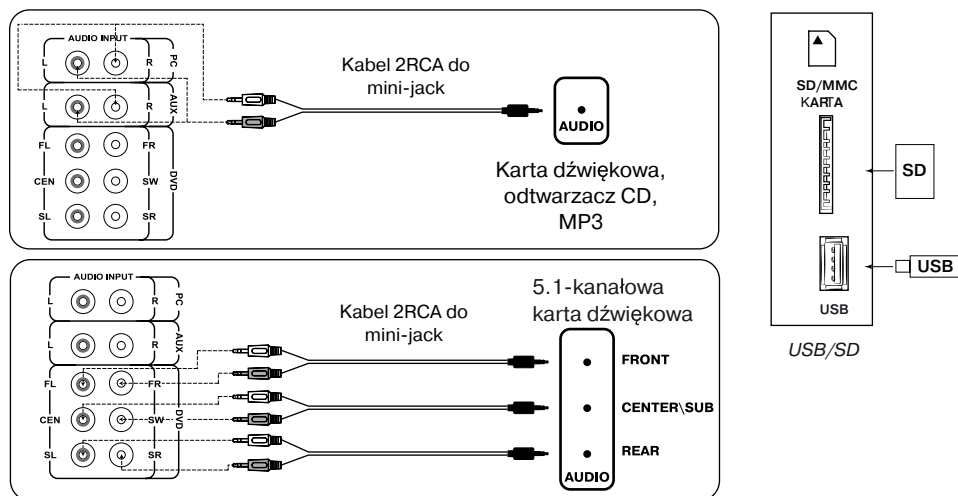 AUDIO INPUT
L R PC
L R AUX
FL FR
CEN SW DVD
SL SR
Kabel 2RCA do
mini-jack
AUDIO
Karta dźwiękowa,
odtwarzacz CD,
MP3
AUDIO INPUT
L R PC
L R AUX
FL FR
CEN SW DVD
SL SR
Kabel 2RCA do
mini-jack
5.1-kanałowa
karta dźwiękowa
FRONT
CENTER\SUB
REAR
AUDIO
SD/MMC
KARTA
SD
USB
USB
USB/SD